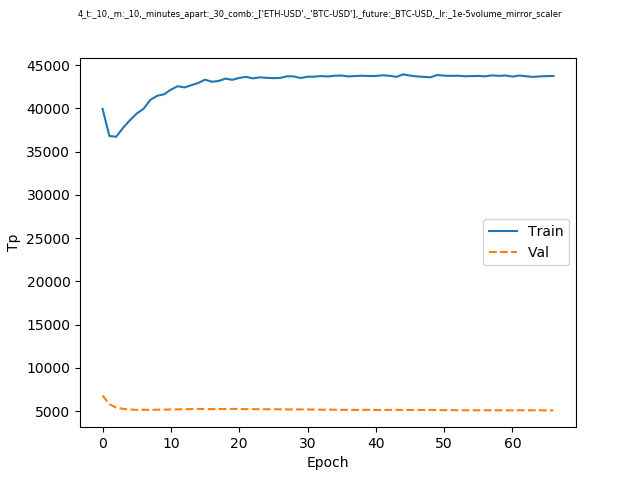 4_t:_10,_m:_10,_minutes_apart:_30_comb:_['ETH-USD',_'BTC-USD'],_future:_BTC-USD,_lr:_1e-5volume_mirror_scaler
45000
40000
35000
30000
25000
20000
15000
10000
5000
Tp
Train
Val
0 10 20 30 40 50 60
Epoch